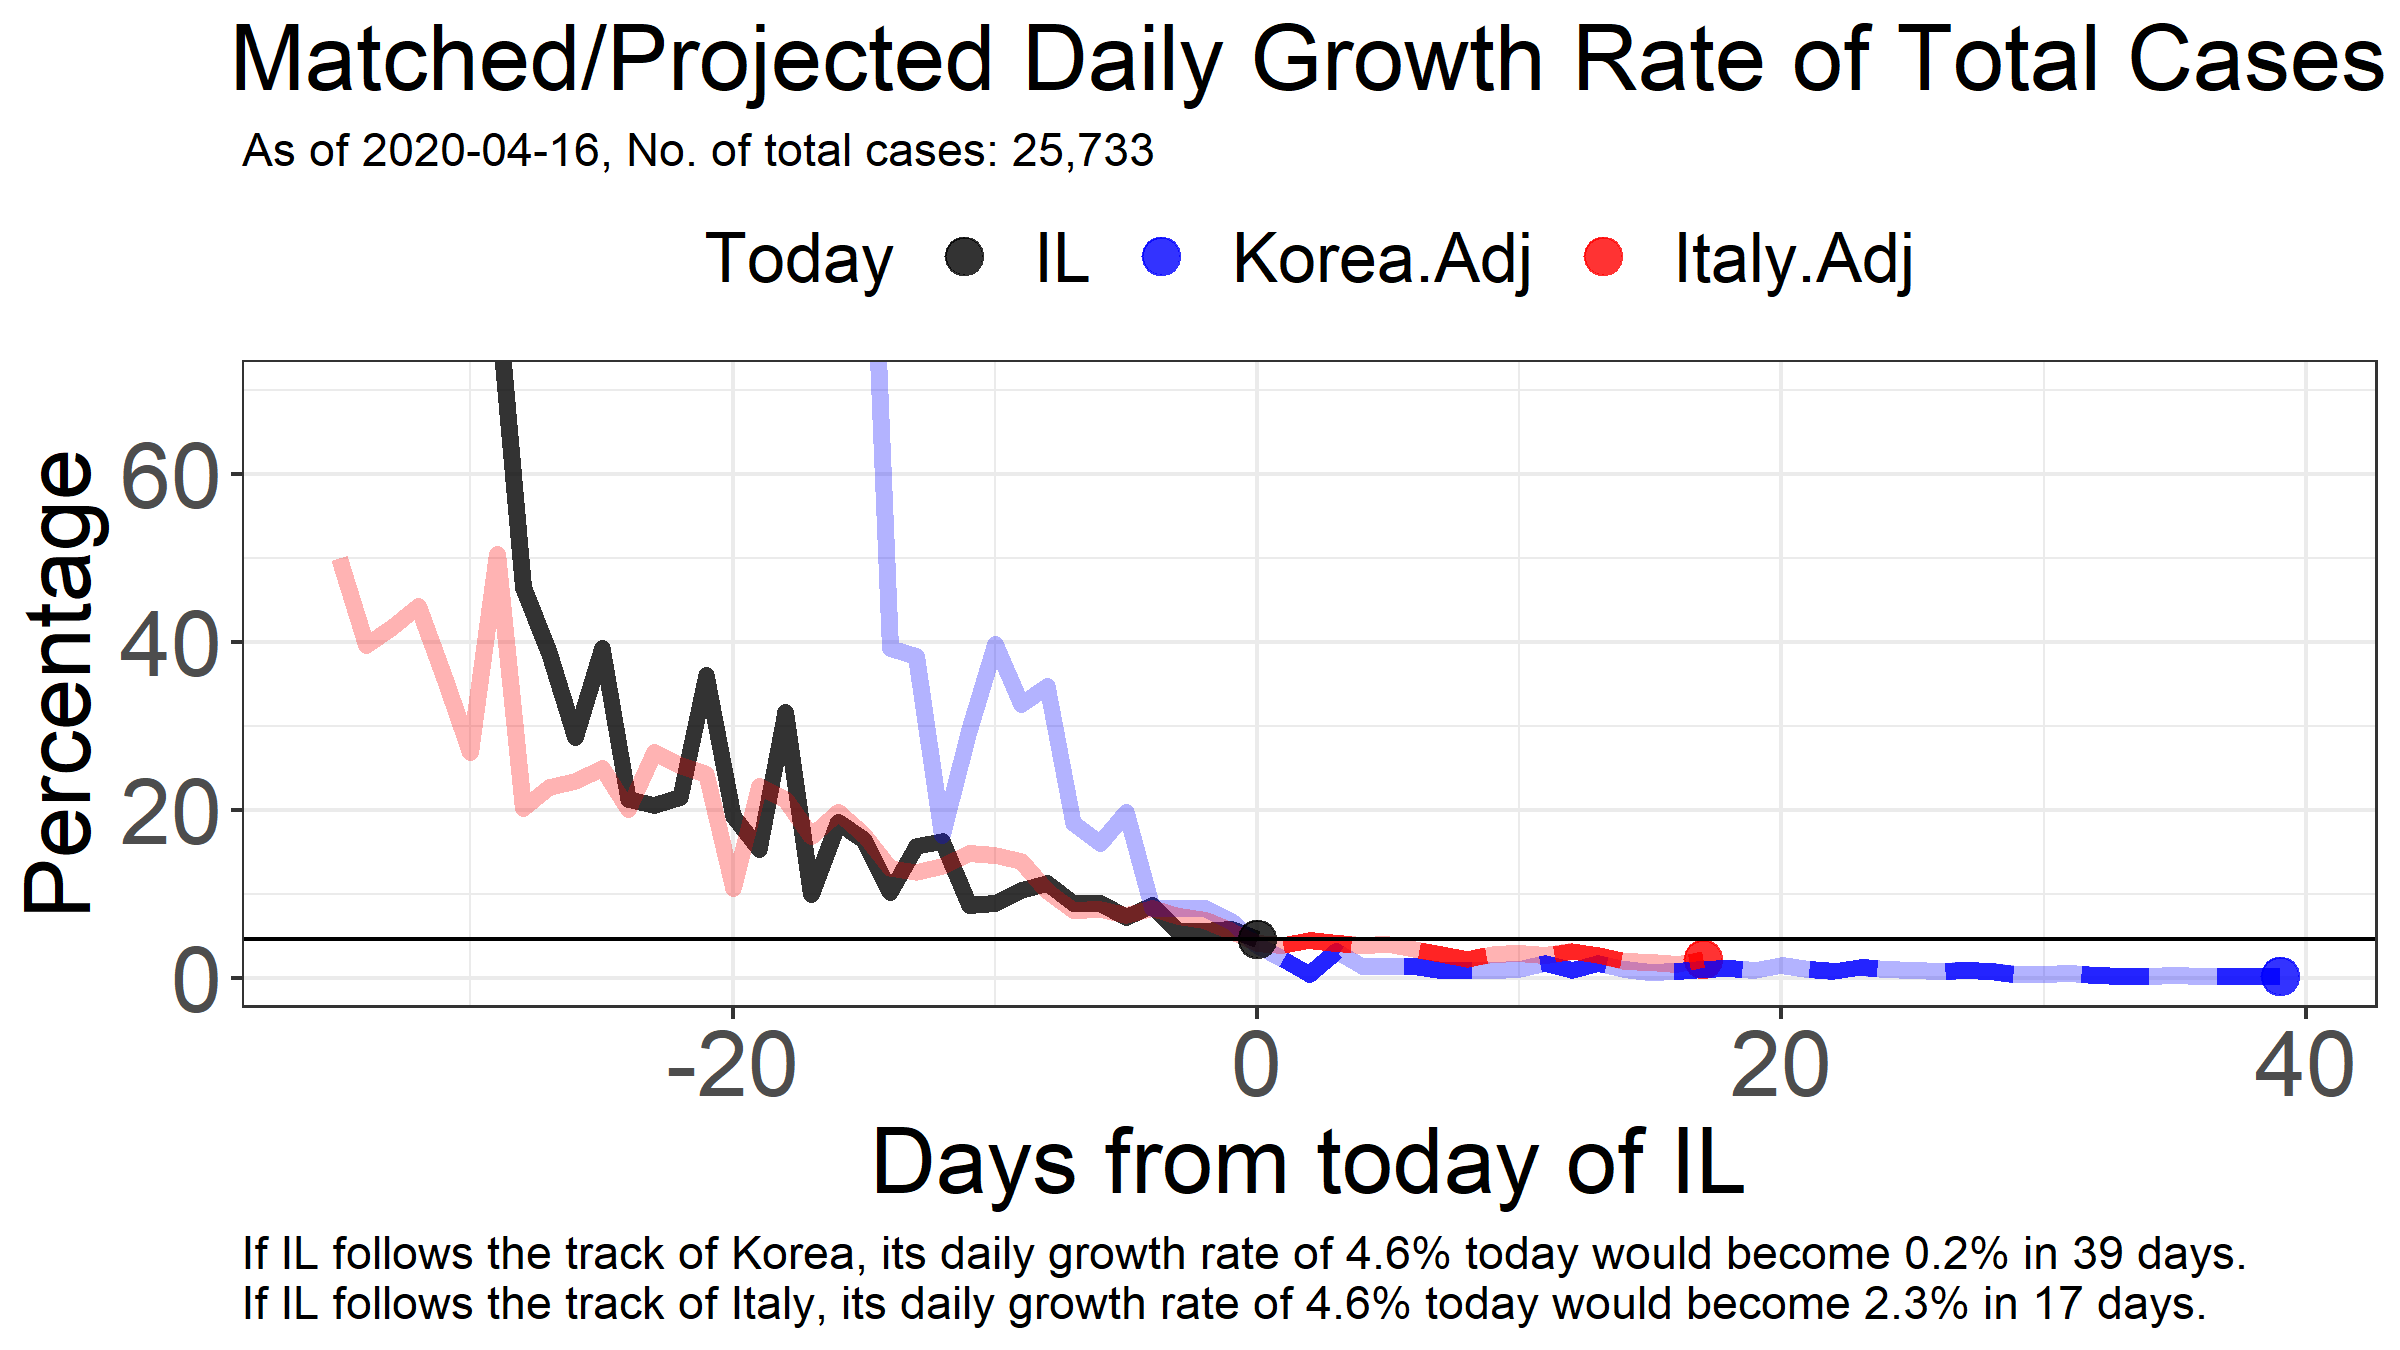 Matched/Projected Daily Growth Rate of Total Cases
As of 2020-04-16, No. of total cases: 25,733
Today IL Korea.Adj Italy.Adj
Percentage
60
40
20
0
-20 0 20 40
Days from today of IL
If IL follows the track of Korea, its daily growth rate of 4.6% today would become 0.2% in 39 days.
If IL follows the track of Italy, its daily growth rate of 4.6% today would become 2.3% in 17 days.